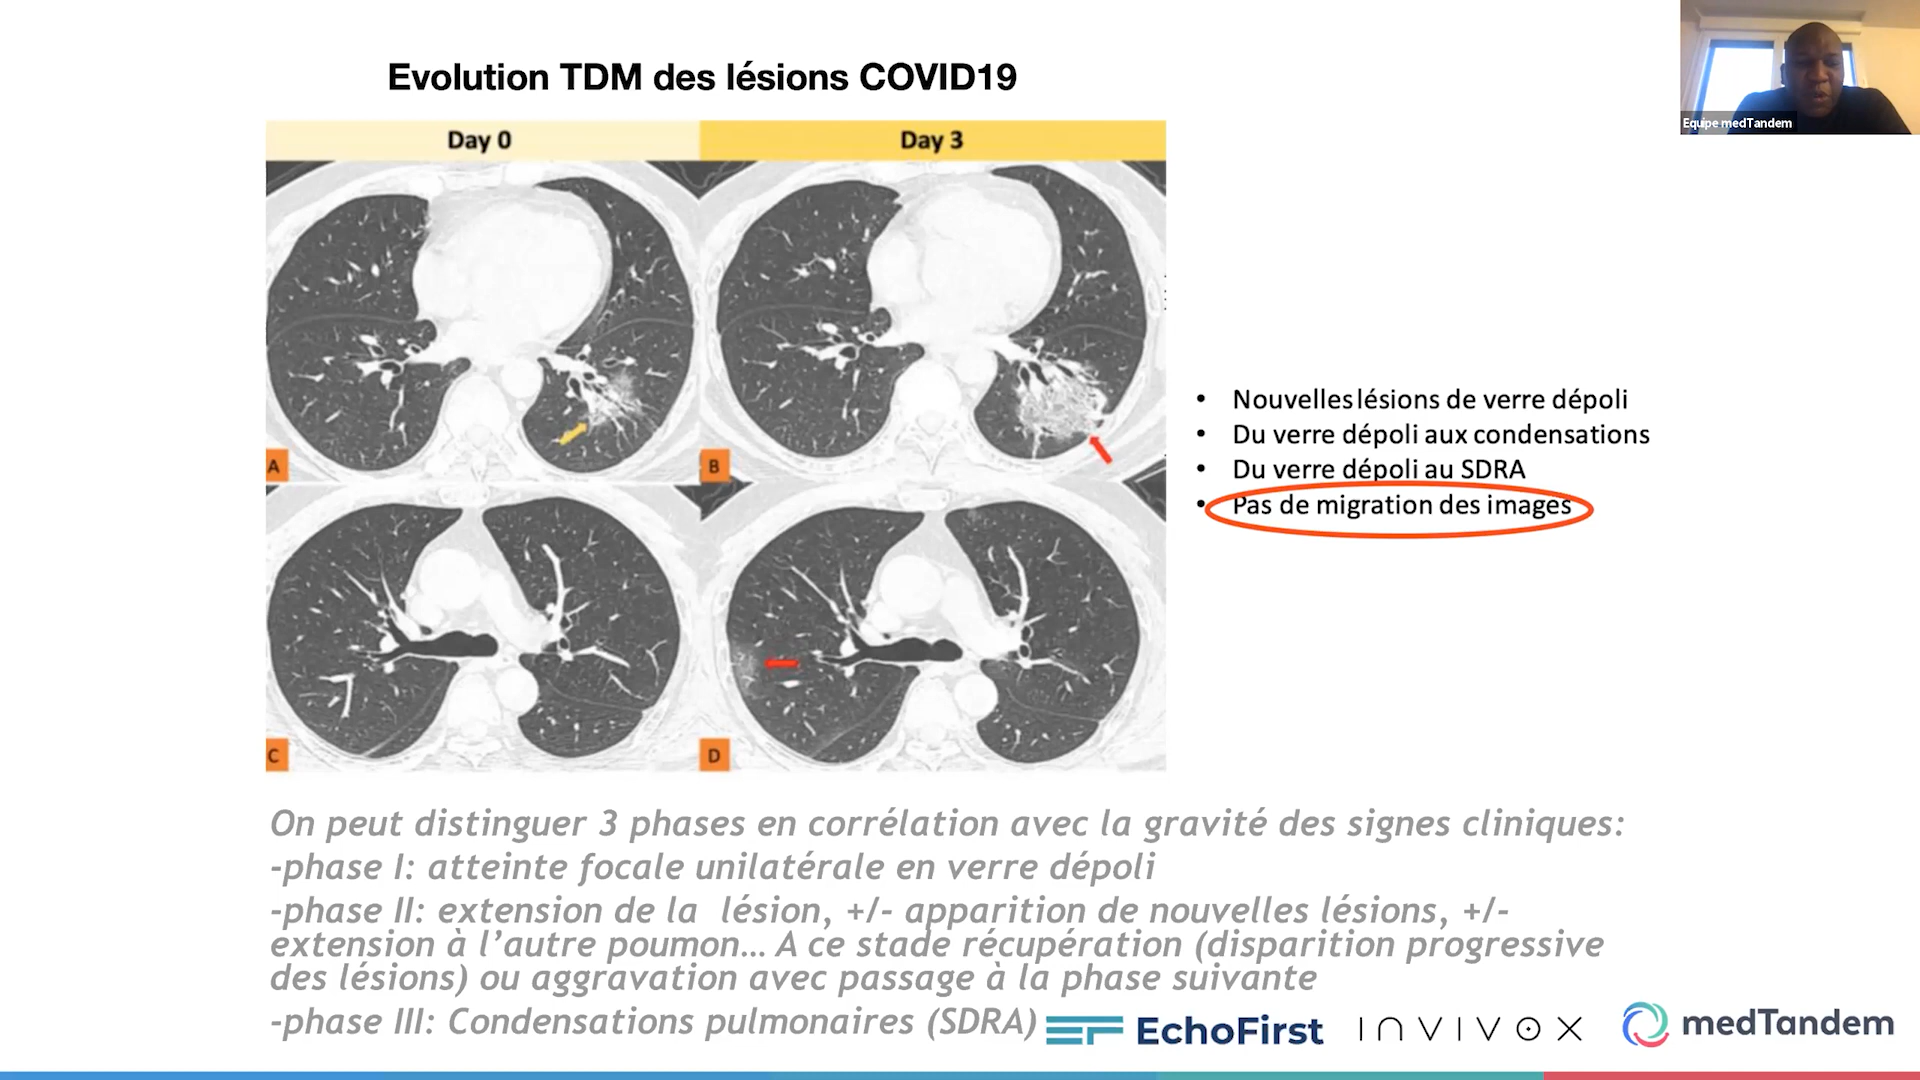 Evolution TDM des lésions COVID19
Equipe medTandem
Day 0
Day 3
A
B
C
D
• Nouvelles lésions de verre dépoli
• Du verre dépoli aux condensations
• Du verre dépoli au SDRA
• Pas de migration des images
On peut distinguer 3 phases en corrélation avec la gravité des signes cliniques:
-phase I: atteinte focale unilatérale en verre dépoli
-phase II: extension de la lésion, +/- apparition de nouvelles lésions, +/-
extension à l’autre poumon... A ce stade récupération (disparition progressive
des lésions) ou aggravation avec passage à la phase suivante
-phase III: Condensations pulmonaires (SDRA)
EchoFirst
INVIVOX
medTandem